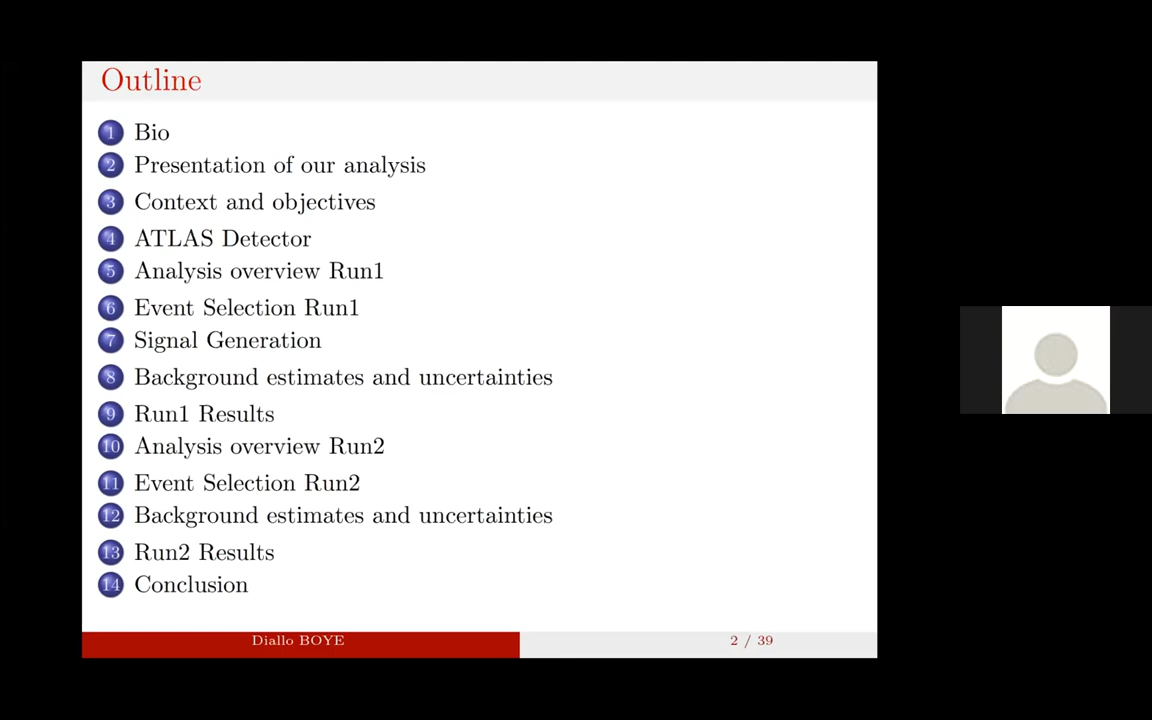 Outline
1 Bio
2 Presentation of our analysis
3 Context and objectives
4 ATLAS Detector
5 Analysis overview Run1
6 Event Selection Run1
7 Signal Generation
8 Background estimates and uncertainties
9 Run1 Results
10 Analysis overview Run2
11 Event Selection Run2
12 Background estimates and uncertainties
13 Run2 Results
14 Conclusion
Diallo BOYE
2 / 39